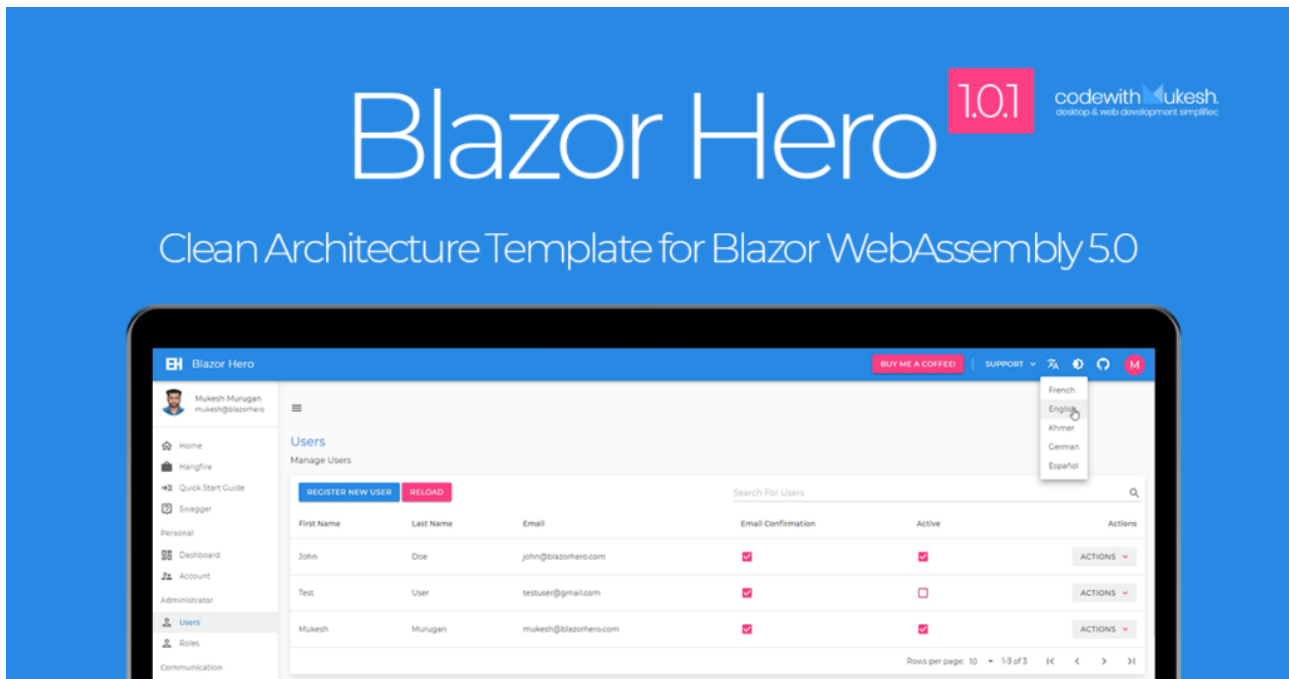 Blazor Hero 1.0.1
codewith ukesh.
desktop & web development simplified
Clean Architecture Template for Blazor WebAssembly 5.0
BH Blazor Hero
BUY ME A COFFEE!
SUPPORT
M
Mukesh Murugan
mukesh@blazorhero
French
English
Khmer
German
Español
Home
Hangfire
Quick Start Guide
Swagger
Personal
Dashboard
Account
Administrator
Users
Roles
Communication
Users
Manage Users
REGISTER NEW USER RELOAD Search For Users
First Name Last Name Email Email Confirmation Active Actions
John Doe john@blazorhero.com ACTIONS
Test User testuser@gmail.com ACTIONS
Mukesh Murugan mukesh@blazorhero.com ACTIONS
Rows per page: 10 1-3 of 3